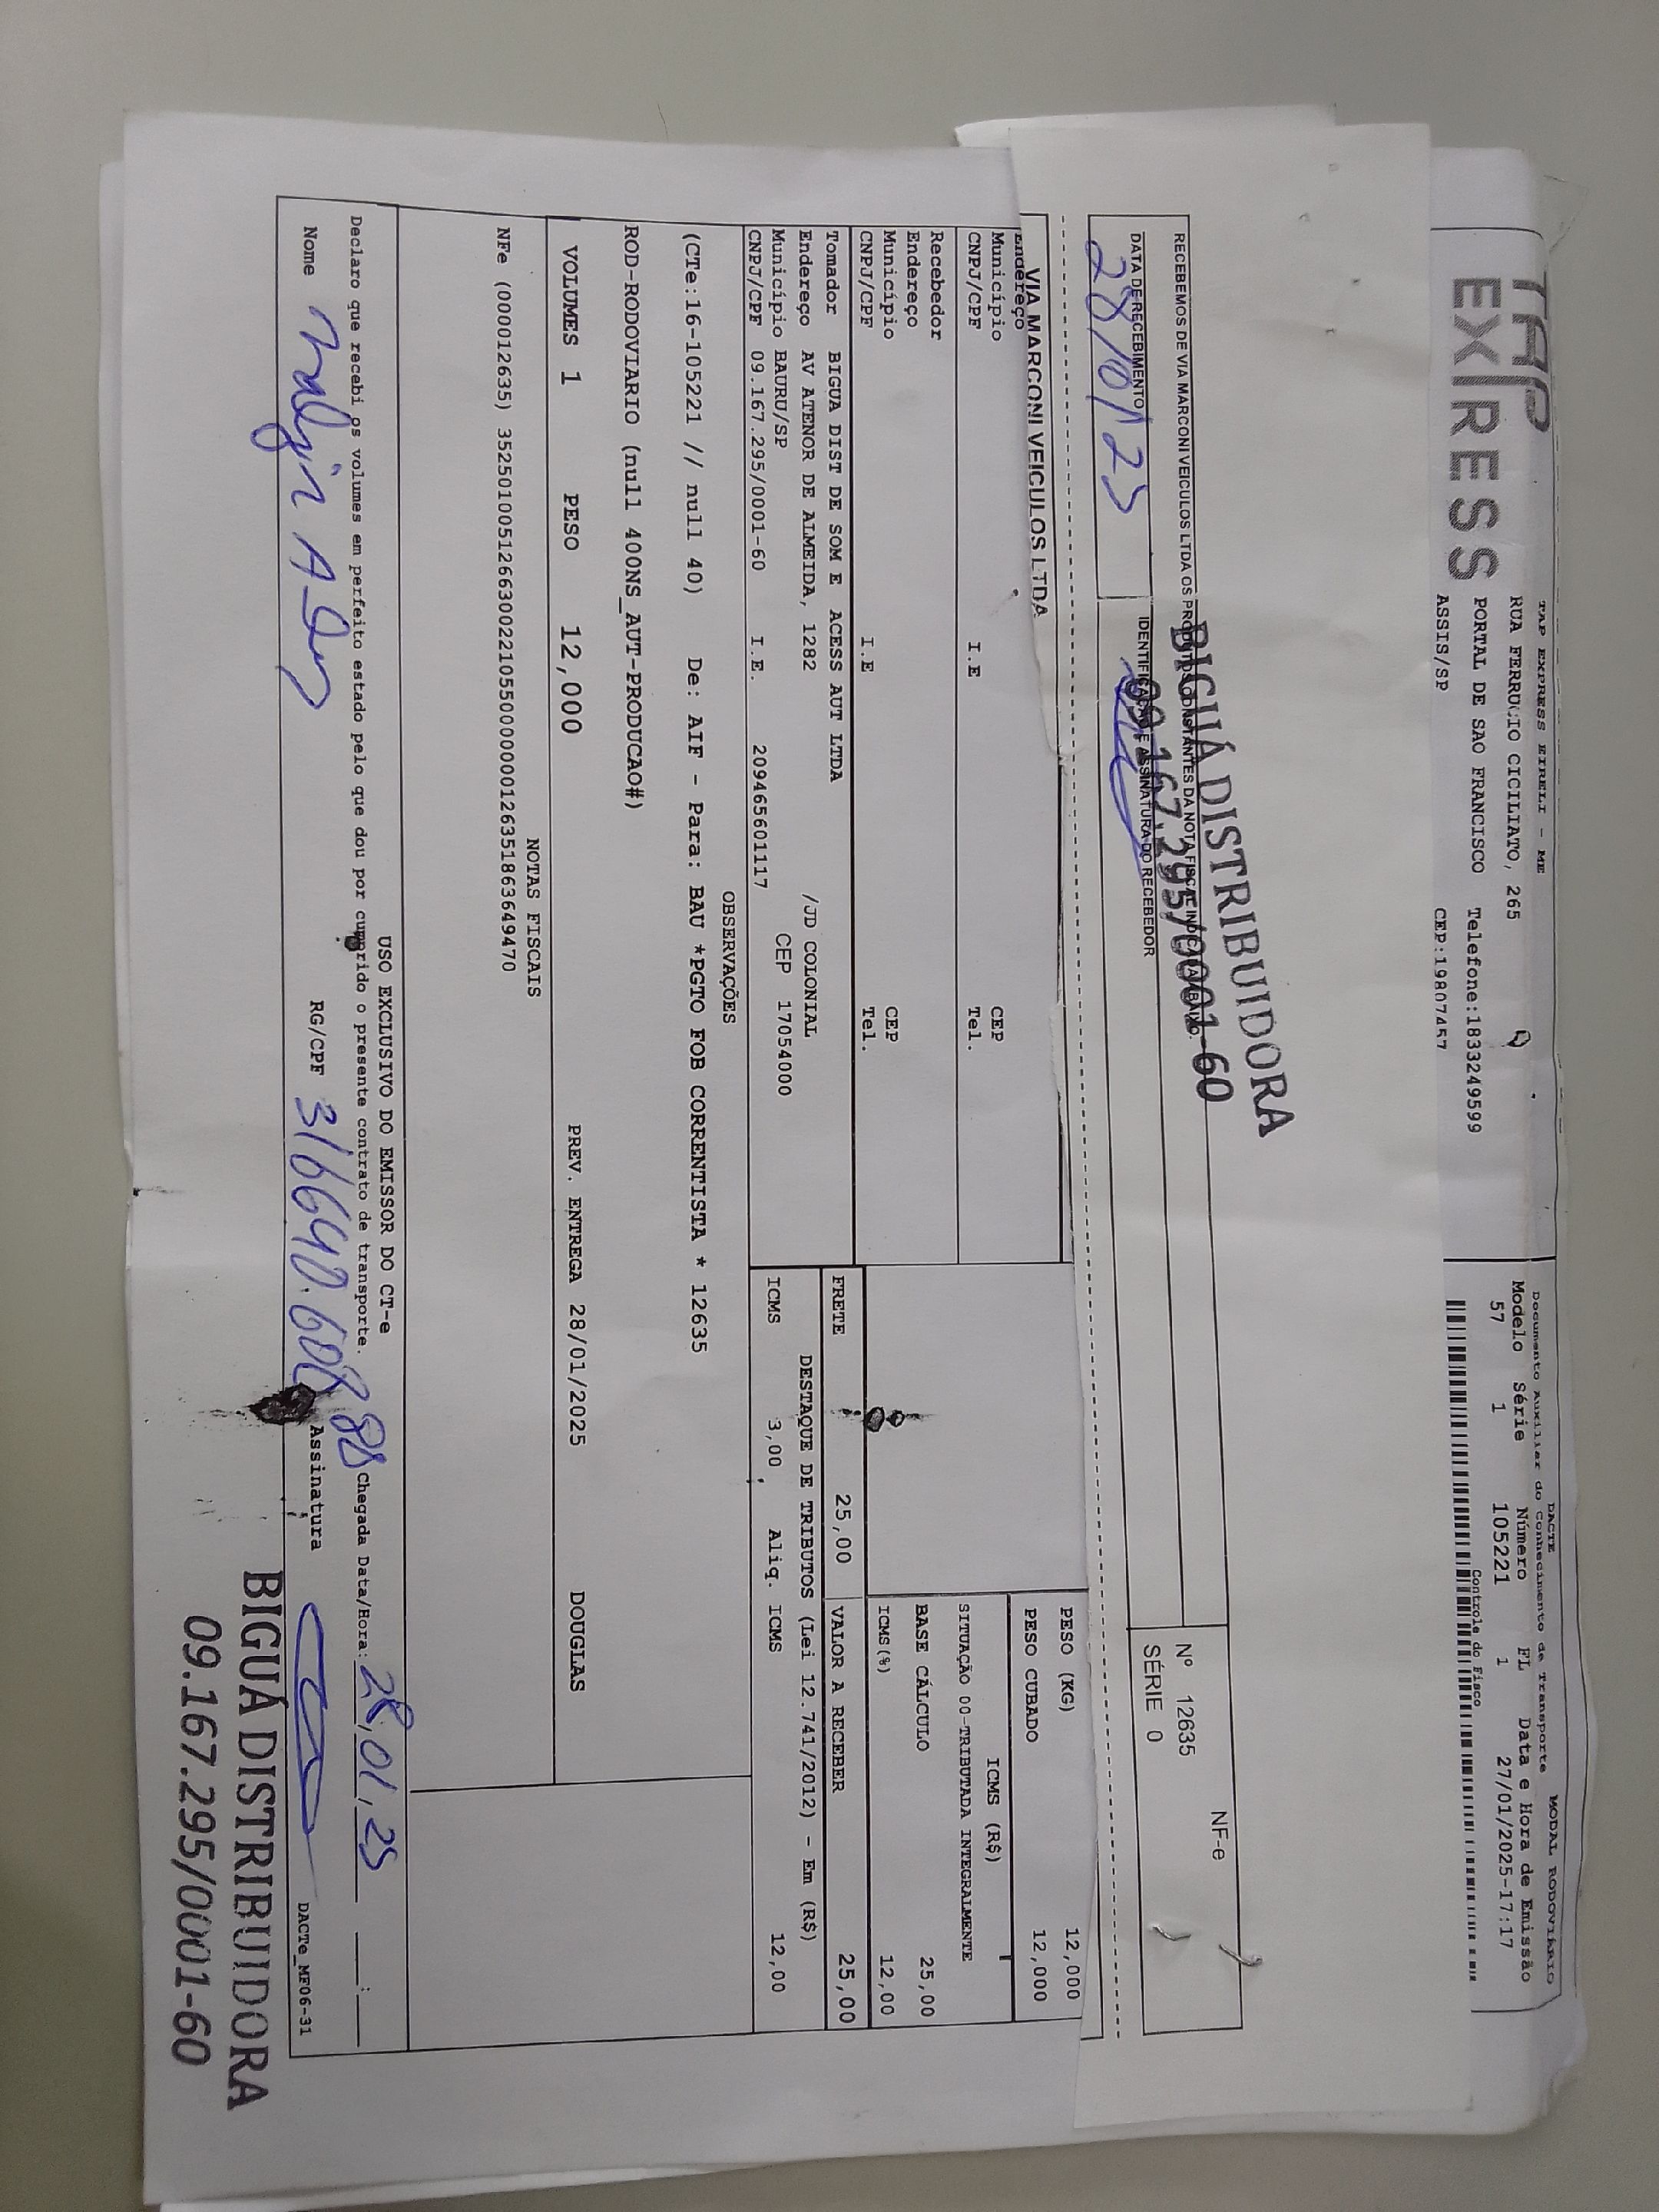 TAP
EXPRESS
TAP EXPRESS EIRELI - ME
RUA FERRUCIO CICILIATO, 265
PORTAL DE SAO FRANCISCO Telefone:1833249599
ASSIS/SP CEP:19807457
DACTE MODAL RODOVIÁRIO
Documento Auxiliar do Conhecimento de Transporte
Modelo Série Número FL Data e Hora de Emissão
57 1 105221 1 27/01/2025-17:17
Controle do Fisco
BIGUÁ DISTRIBUIDORA
09.167.295/0001-60
RECEBEMOS DE VIA MARCONI VEICULOS LTDA OS PRODUTOS CONSTANTES DA NOTA FISCAL INDICADA ABAIXO.
DATA DE RECEBIMENTO IDENTIFICAÇÃO E ASSINATURA DO RECEBEDOR
28/01/25
NF-e
Nº 12635
SÉRIE 0
VIA MARCONI VEICULOS LTDA
Endereço
Município CEP
CNPJ/CPF I.E Tel.
Recebedor
Endereço
Município CEP
CNPJ/CPF I.E Tel.
PESO (KG) 12,000
PESO CUBADO 12,000
ICMS (R$)
SITUAÇÃO 00-TRIBUTADA INTEGRALMENTE
BASE CÁLCULO 25,00
ICMS(%) 12,00
Tomador BIGUA DIST DE SOM E ACESS AUT LTDA
Endereço AV ATENOR DE ALMEIDA, 1282 /JD COLONIAL
Município BAURU/SP CEP 17054000
CNPJ/CPF 09.167.295/0001-60 I.E. 209465601117
FRETE 25,00 VALOR A RECEBER 25,00
DESTAQUE DE TRIBUTOS (Lei 12.741/2012) - Em (R$)
ICMS 3,00 Aliq. ICMS 12,00
OBSERVAÇÕES
(CTe:16-105221 // null 40) De: AIF - Para: BAU *PGTO FOB CORRENTISTA * 12635
ROD-RODOVIARIO (null 400NS_AUT-PRODUCAO#)
VOLUMES 1 PESO 12,000 PREV. ENTREGA 28/01/2025 DOUGLAS
NOTAS FISCAIS
NFe (000012635) 35250100512663002210550000000126351863649470
USO EXCLUSIVO DO EMISSOR DO CT-e
Declaro que recebi os volumes em perfeito estado pelo que dou por cumprido o presente contrato de transporte. Chegada Data/Hora: 28,01,25 :
Nome RG/CPF Assinatura DACTe_MF06-31
BIGUÁ DISTRIBUIDORA
09.167.295/0001-60